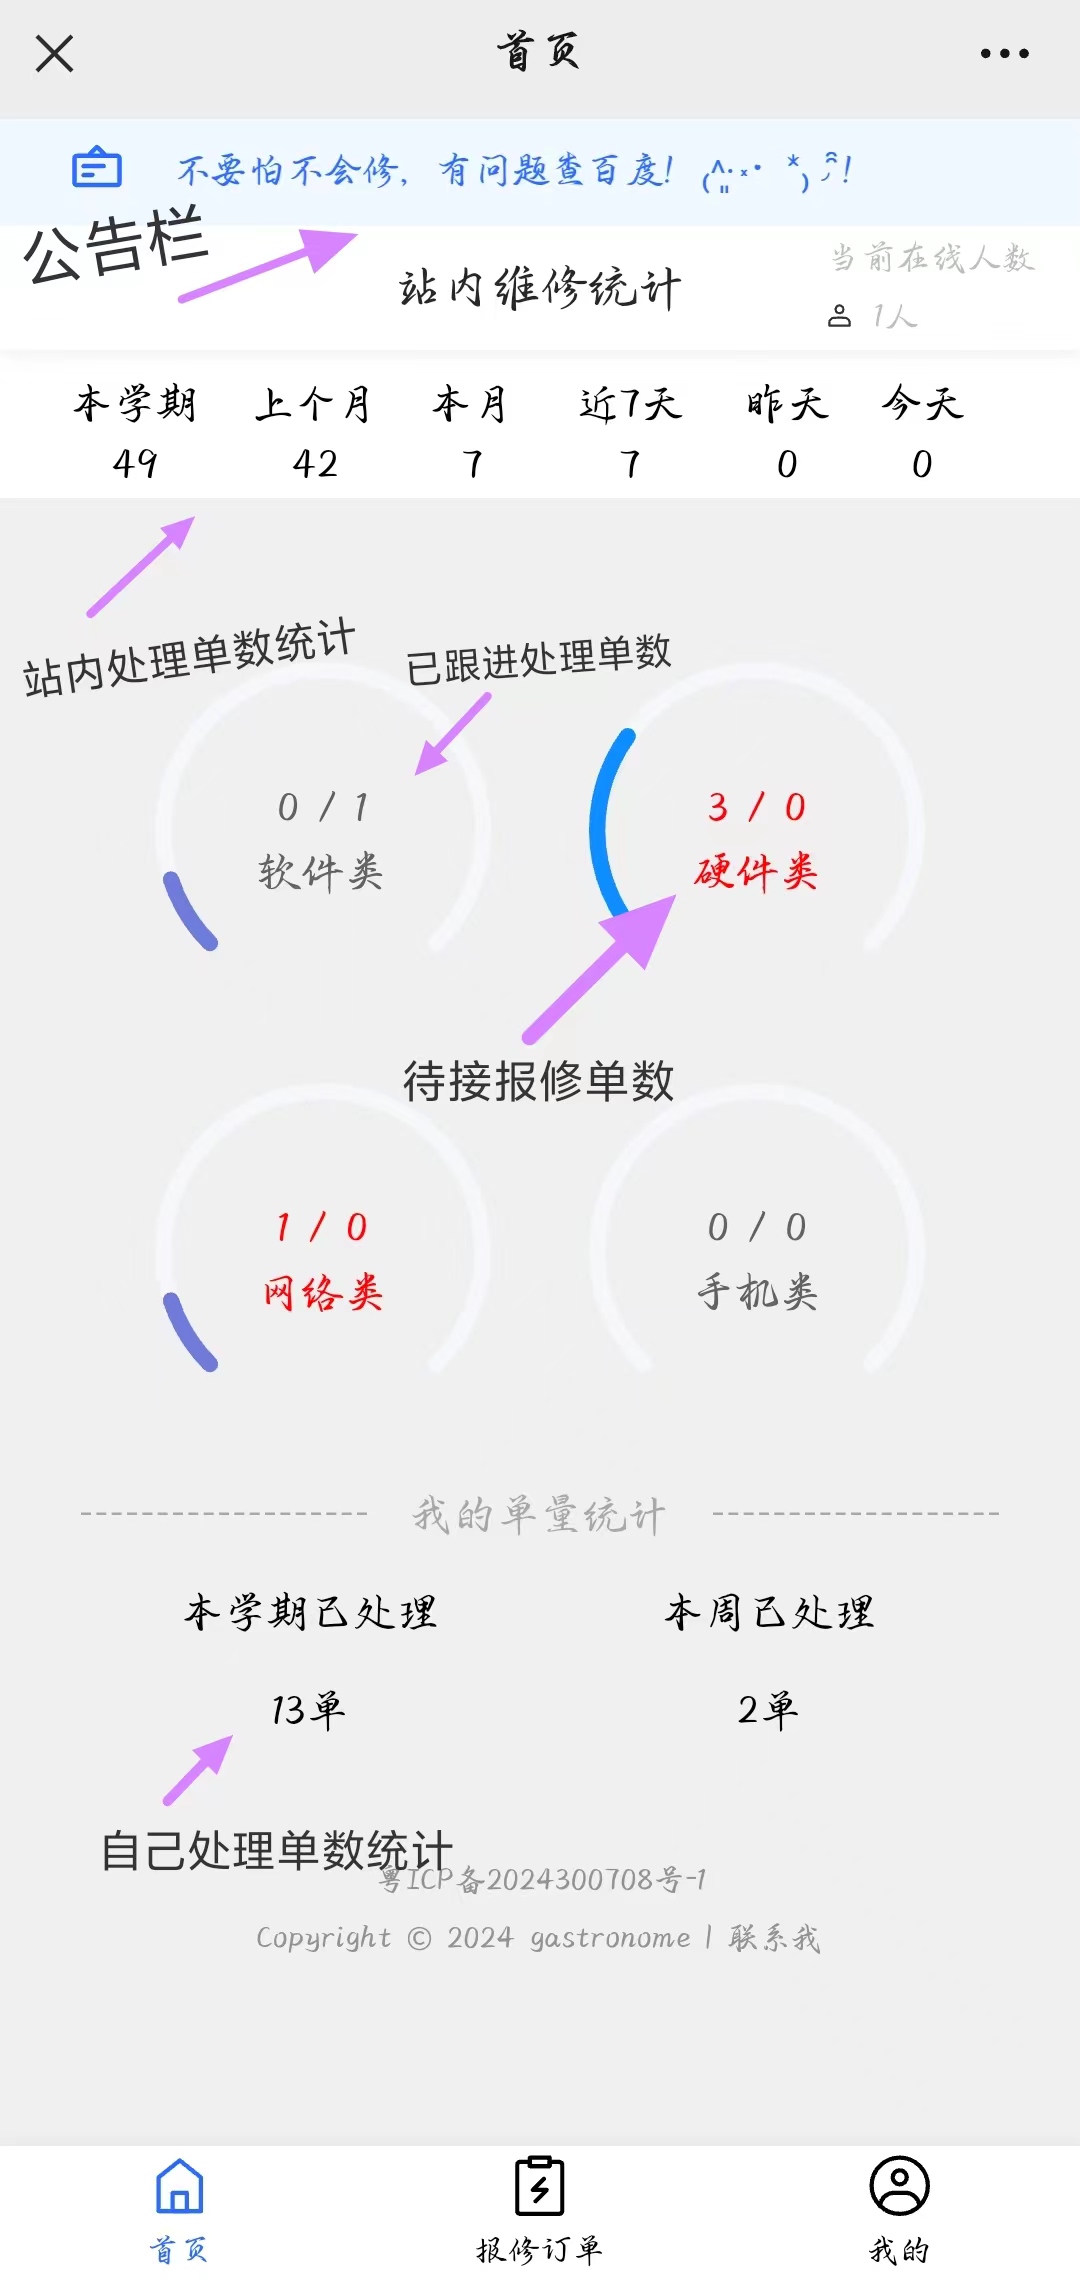 首页
不要怕不会修，有问题查百度！
公告栏
站内维修统计
当前在线人数
1人
本学期 上个月 本月 近7天 昨天 今天
49 42 7 7 0 0
站内处理单数统计
已跟进处理单数
0 / 1
软件类
3 / 0
硬件类
待接报修单数
1 / 0
网络类
0 / 0
手机类
我的单量统计
本学期已处理 本周已处理
13单 2单
自己处理单数统计
粤ICP备2024300708号-1
Copyright © 2024 gastronome | 联系我
首页 报修订单 我的